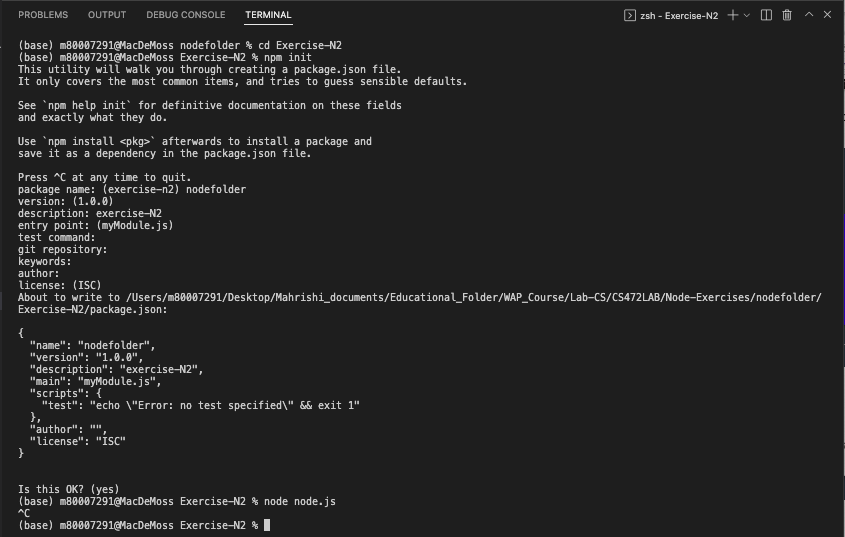 PROBLEMS OUTPUT DEBUG CONSOLE TERMINAL zsh - Exercise-N2
(base) m80007291@MacDeMoss nodefolder % cd Exercise-N2
(base) m80007291@MacDeMoss Exercise-N2 % npm init
This utility will walk you through creating a package.json file.
It only covers the most common items, and tries to guess sensible defaults.

See `npm help init` for definitive documentation on these fields
and exactly what they do.

Use `npm install <pkg>` afterwards to install a package and
save it as a dependency in the package.json file.

Press ^C at any time to quit.
package name: (exercise-n2) nodefolder
version: (1.0.0)
description: exercise-N2
entry point: (myModule.js)
test command:
git repository:
keywords:
author:
license: (ISC)
About to write to /Users/m80007291/Desktop/Mahrishi_documents/Educational_Folder/WAP_Course/Lab-CS/CS472LAB/Node-Exercises/nodefolder/
Exercise-N2/package.json:

{
  "name": "nodefolder",
  "version": "1.0.0",
  "description": "exercise-N2",
  "main": "myModule.js",
  "scripts": {
    "test": "echo \"Error: no test specified\" && exit 1"
  },
  "author": "",
  "license": "ISC"
}

Is this OK? (yes)
(base) m80007291@MacDeMoss Exercise-N2 % node node.js
^C
(base) m80007291@MacDeMoss Exercise-N2 %